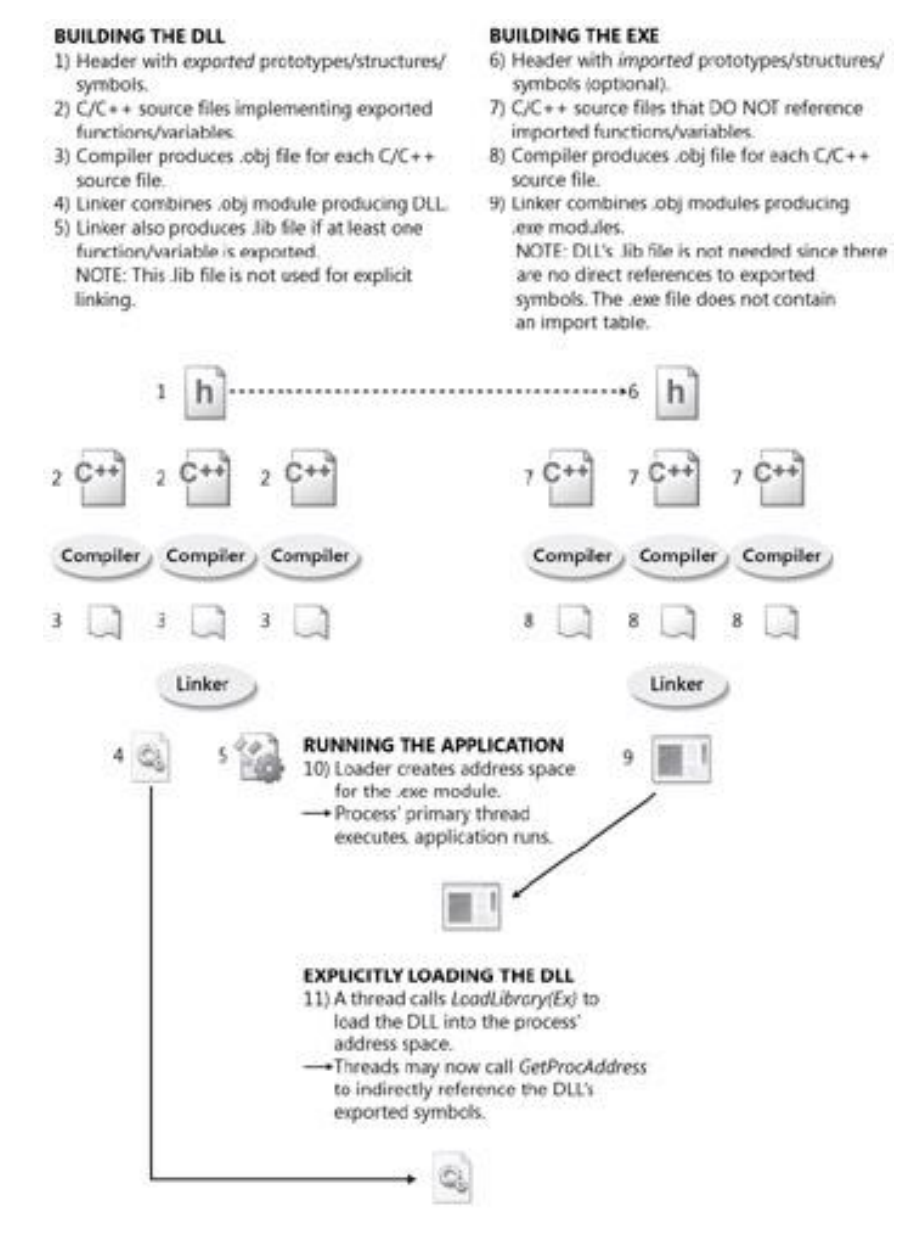 BUILDING THE DLL
1) Header with exported prototypes/structures/
symbols.
2) C/C++ source files implementing exported
functions/variables.
3) Compiler produces .obj file for each C/C++
source file.
4) Linker combines .obj module producing DLL.
5) Linker also produces .lib file if at least one
function/variable is exported.
NOTE: This .lib file is not used for explicit
linking.
BUILDING THE EXE
6) Header with imported prototypes/structures/
symbols (optional).
7) C/C++ source files that DO NOT reference
imported functions/variables.
8) Compiler produces .obj file for each C/C++
source file.
9) Linker combines .obj modules producing
.exe modules.
NOTE: DLL's .lib file is not needed since there
are no direct references to exported
symbols. The .exe file does not contain
an import table.
1 h 6 h
2 C++ 2 C++ 2 C++ 7 C++ 7 C++ 7 C++
Compiler Compiler Compiler Compiler Compiler Compiler
3 3 3 8 8 8
Linker Linker
4 5 9
RUNNING THE APPLICATION
10) Loader creates address space
for the .exe module.
Process' primary thread
executes, application runs.
EXPLICITLY LOADING THE DLL
11) A thread calls LoadLibrary(Ex) to
load the DLL into the process'
address space.
Threads may now call GetProcAddress
to indirectly reference the DLL's
exported symbols.